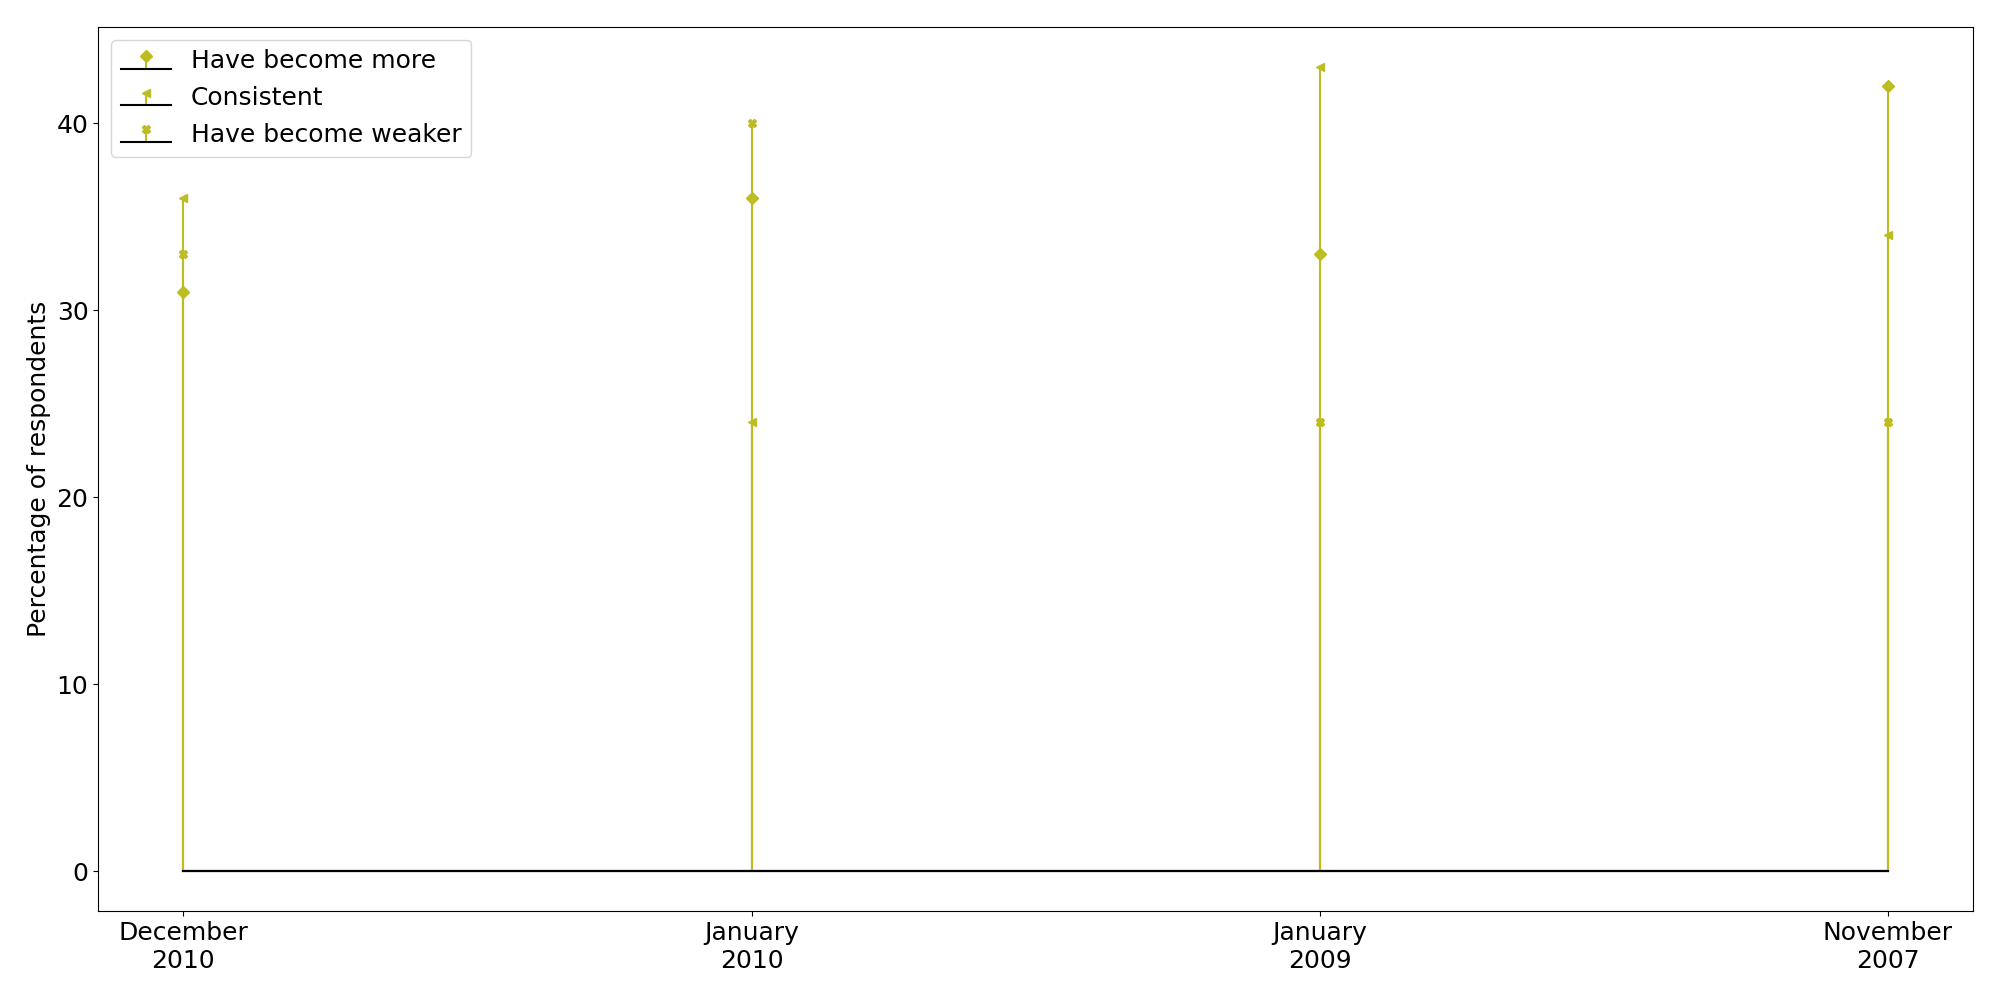 Have become more
Consistent
Have become weaker
Percentage of respondents
40
30
20
10
0
December
2010
January
2010
January
2009
November
2007